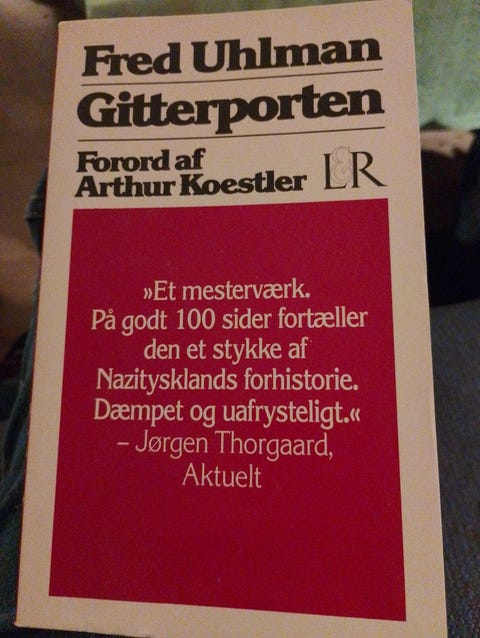 Fred Uhlman
Gitterporten
Forord af
Arthur Koestler
L&R
»Et mesterværk.
På godt 100 sider fortæller
den et stykke af
Nazitysklands forhistorie.
Dæmpet og uafrysteligt.«
– Jørgen Thorgaard,
Aktuelt